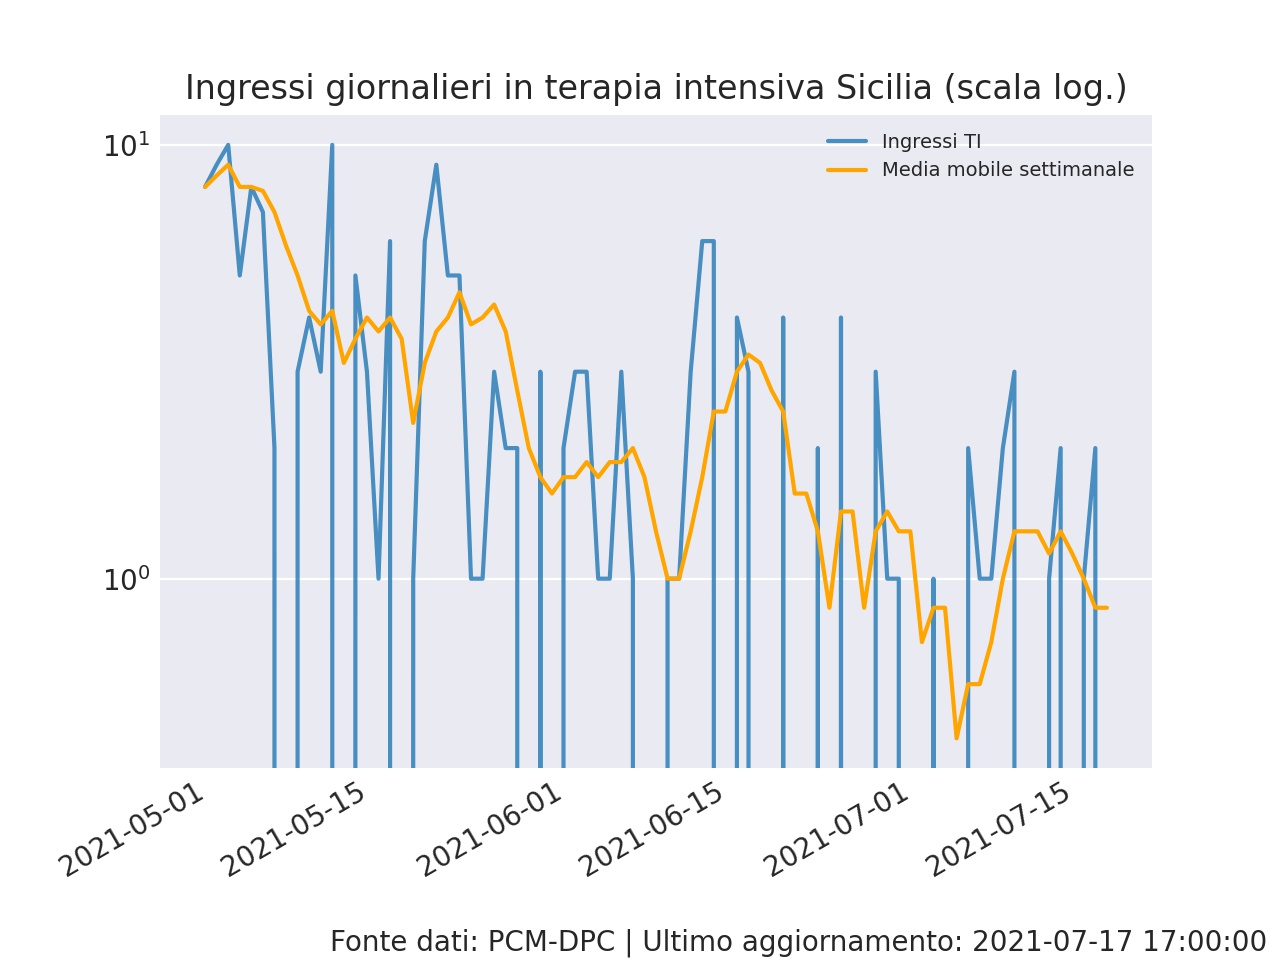 Ingressi giornalieri in terapia intensiva Sicilia (scala log.)
10¹
Ingressi TI
Media mobile settimanale
10⁰
2021-05-01
2021-05-15
2021-06-01
2021-06-15
2021-07-01
2021-07-15
Fonte dati: PCM-DPC | Ultimo aggiornamento: 2021-07-17 17:00:00